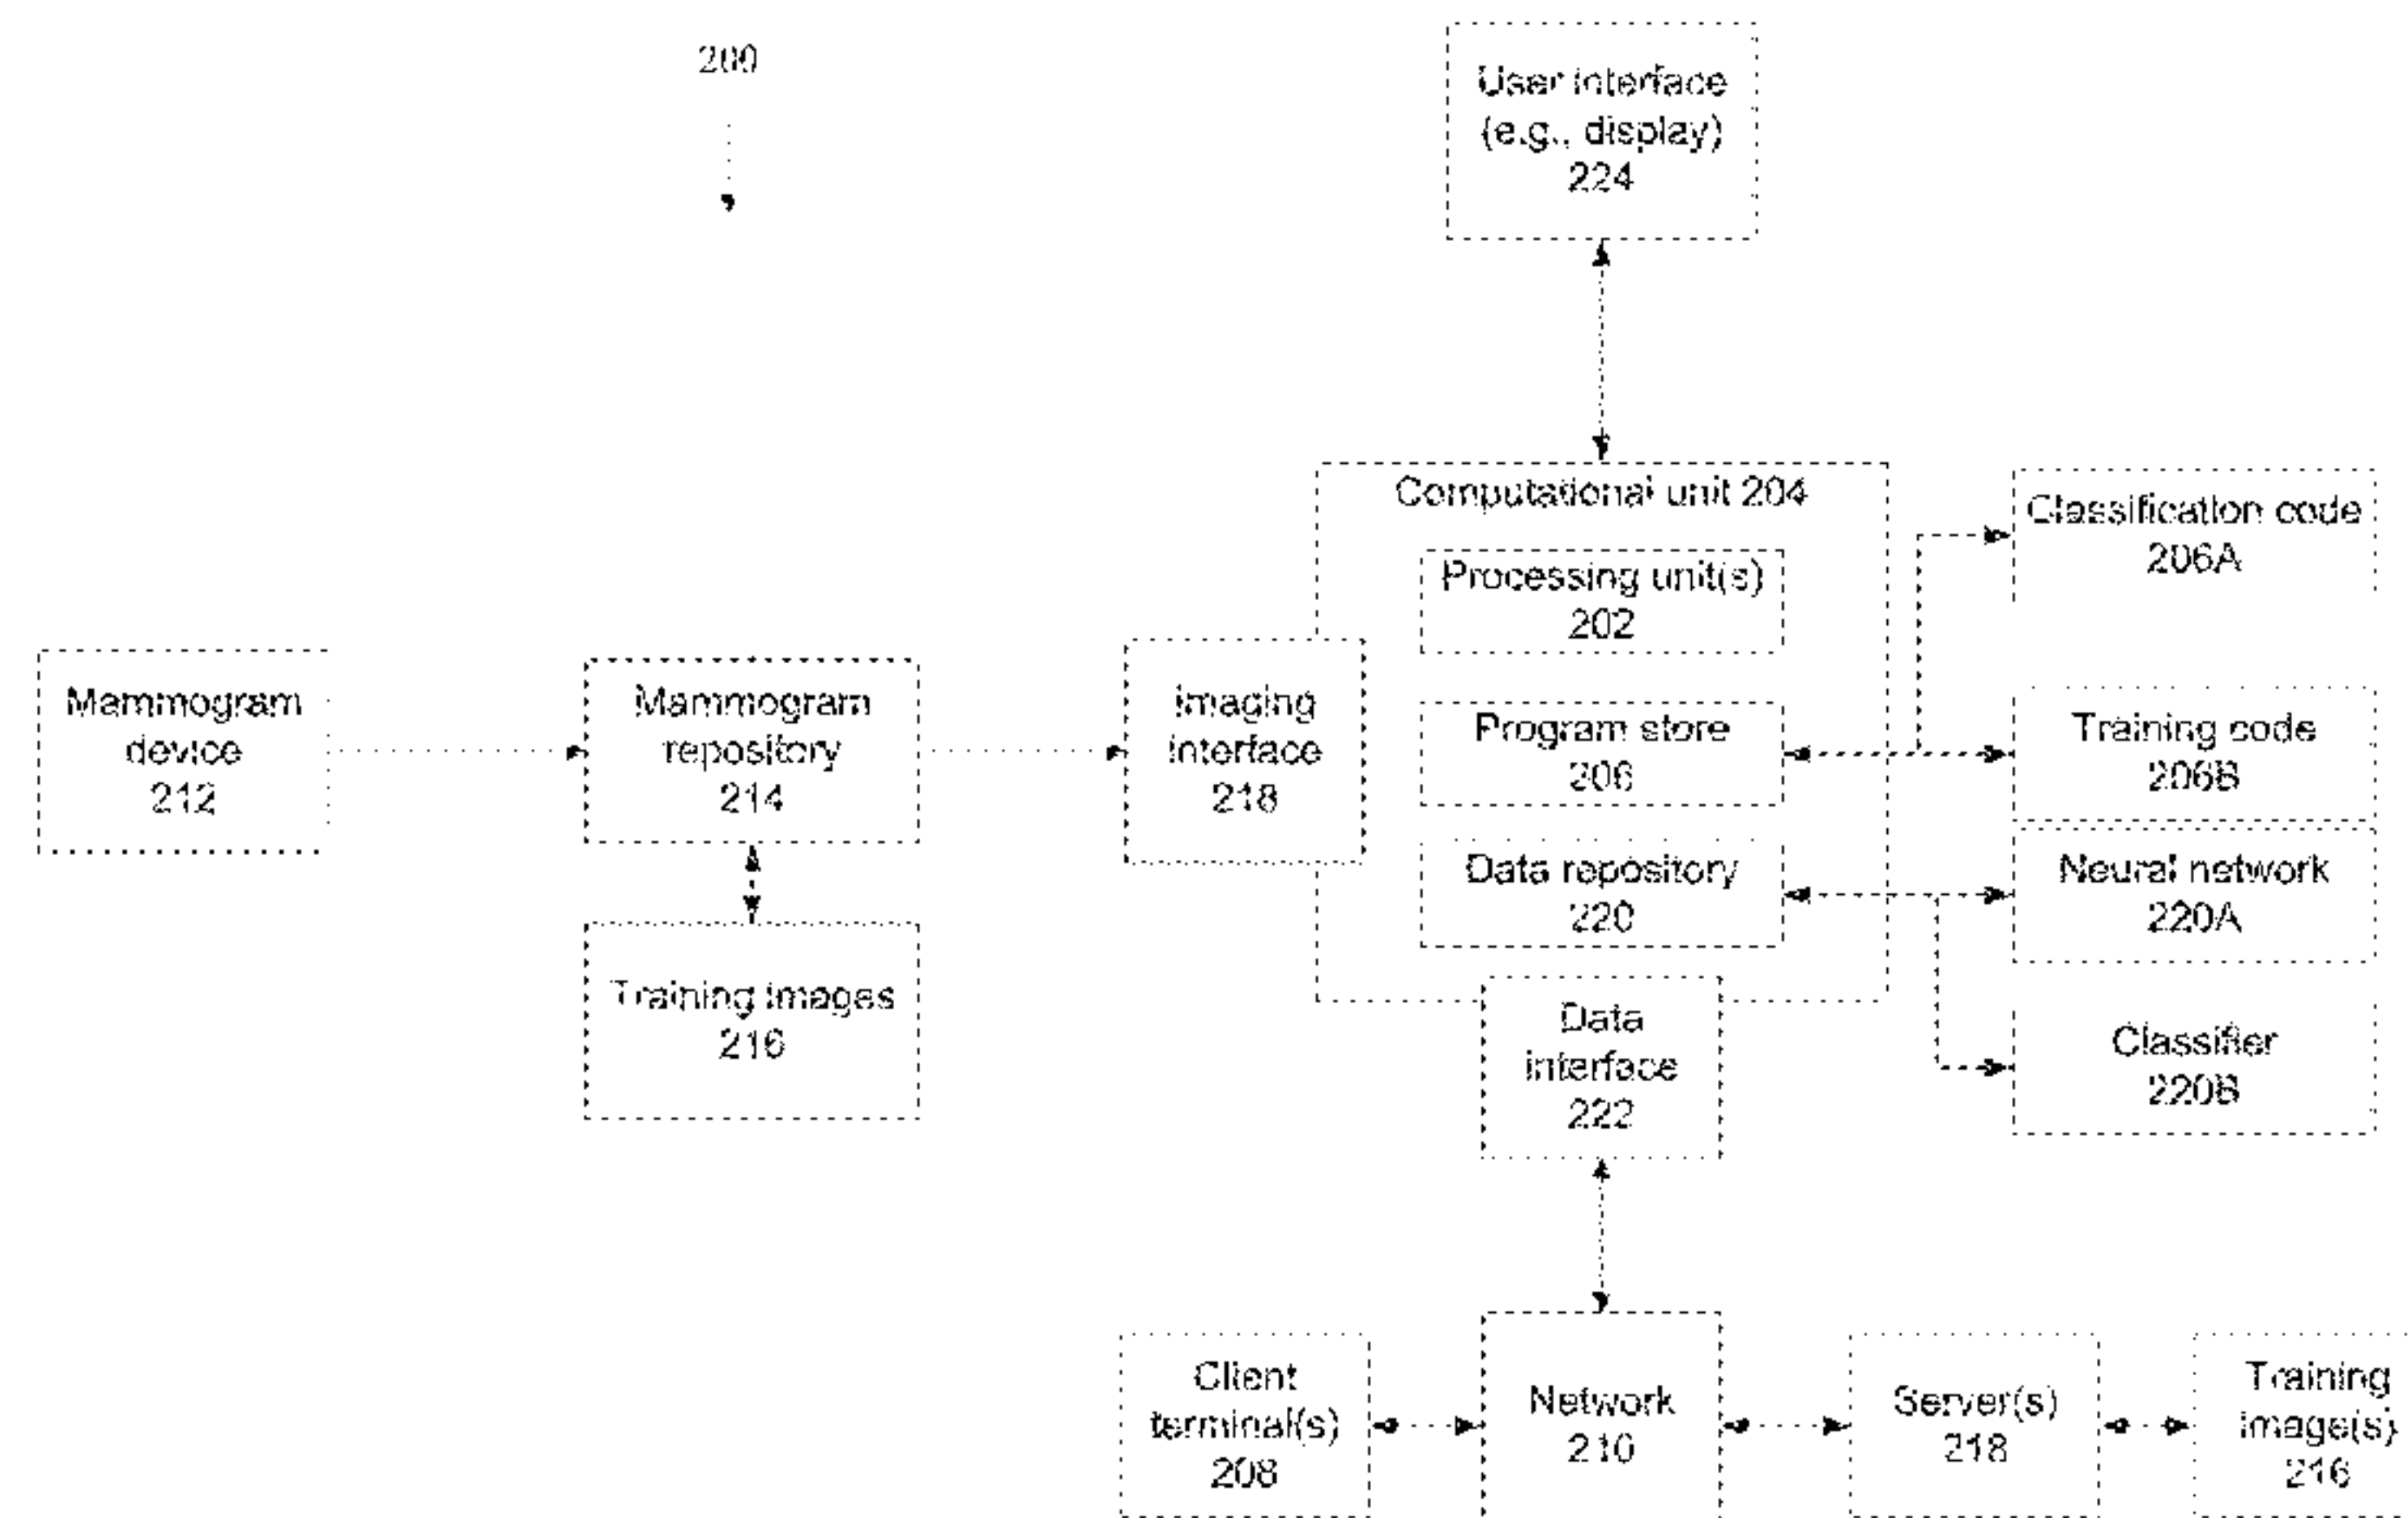 200
User interface
(e.g., display)
224
Computational unit 204
Processing unit(s)
202
Program store
206
Data repository
220
Classification code
206A
Training code
206B
Neural network
220A
Classifier
220B
Mammogram
device
212
Mammogram
repository
214
Training images
216
Imaging
interface
218
Data
interface
222
Client
terminal(s)
208
Network
210
Server(s)
218
Training
image(s)
216